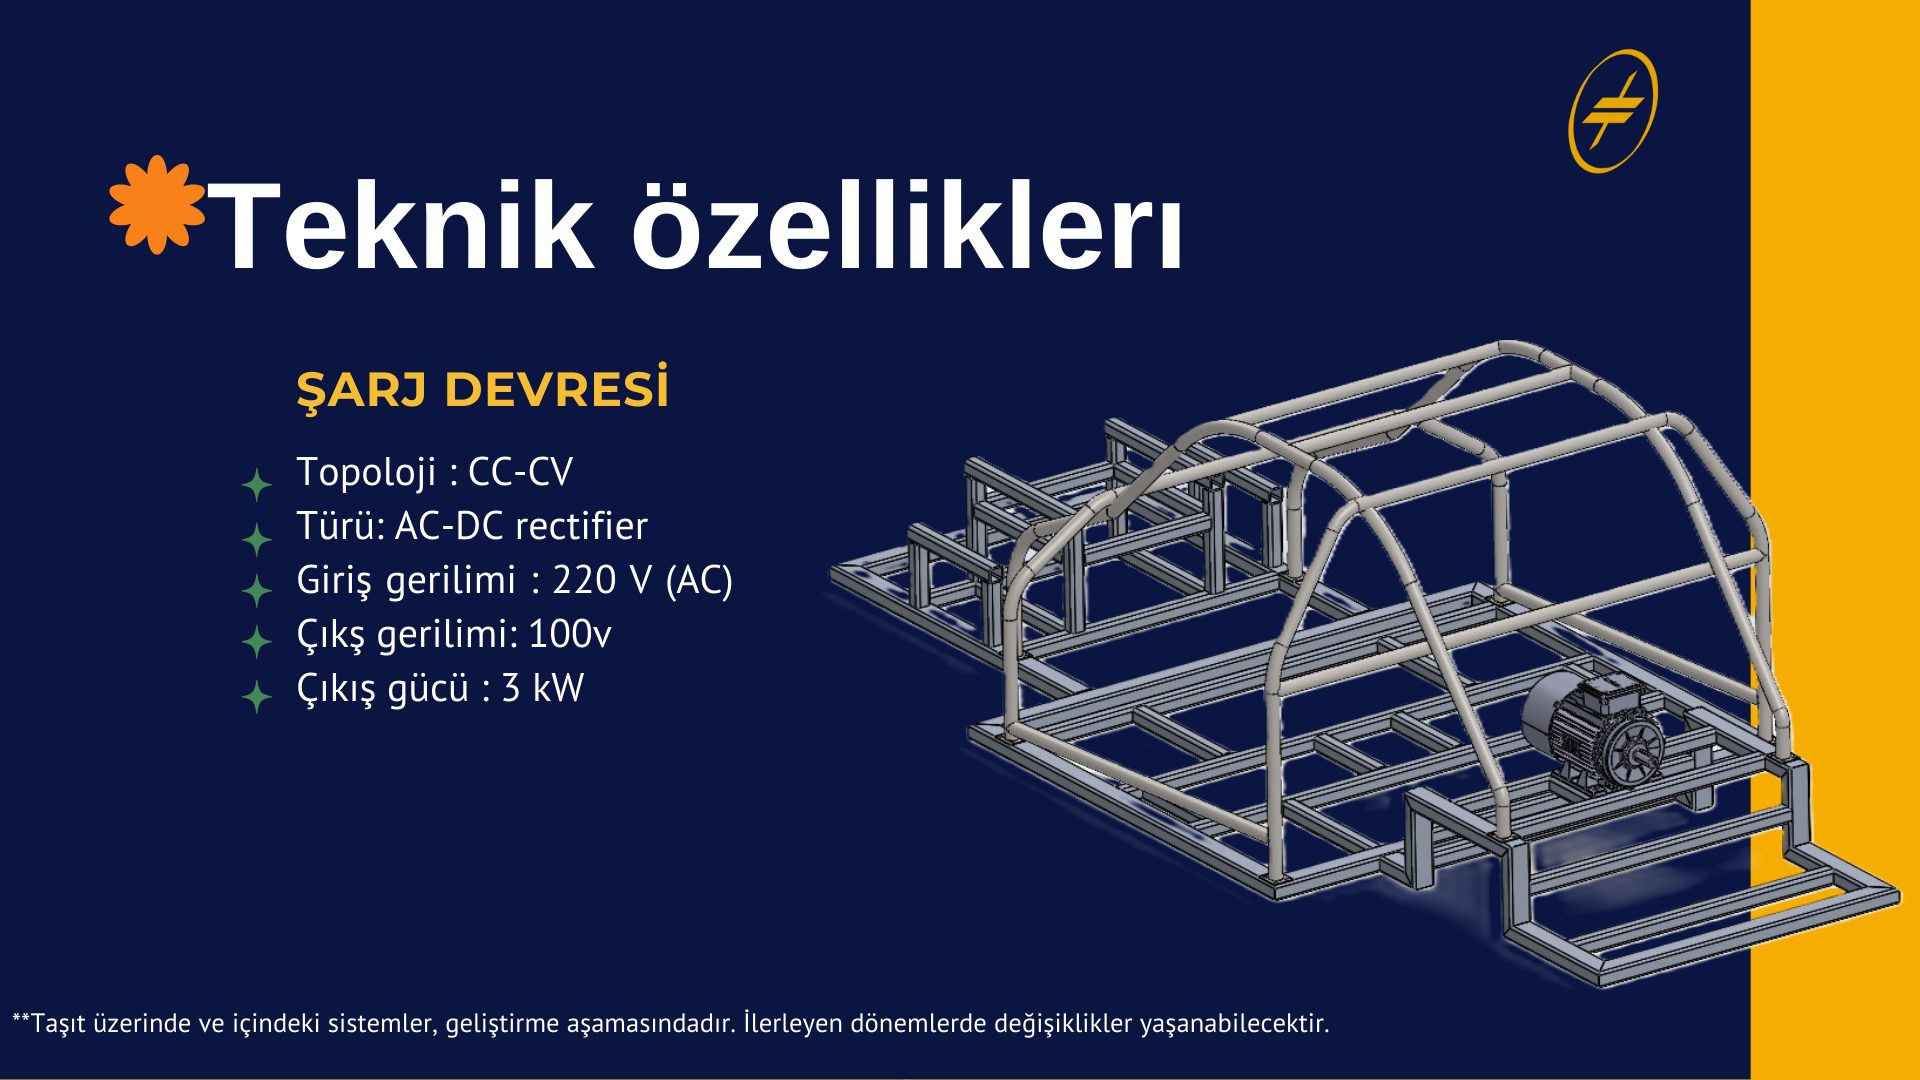 Teknik özelliklerı
ŞARJ DEVRESİ
Topoloji : CC-CV
Türü: AC-DC rectifier
Giriş gerilimi : 220 V (AC)
Çıkş gerilimi: 100v
Çıkış gücü : 3 kW
**Taşıt üzerinde ve içindeki sistemler, geliştirme aşamasındadır. İlerleyen dönemlerde değişiklikler yaşanabilecektir.